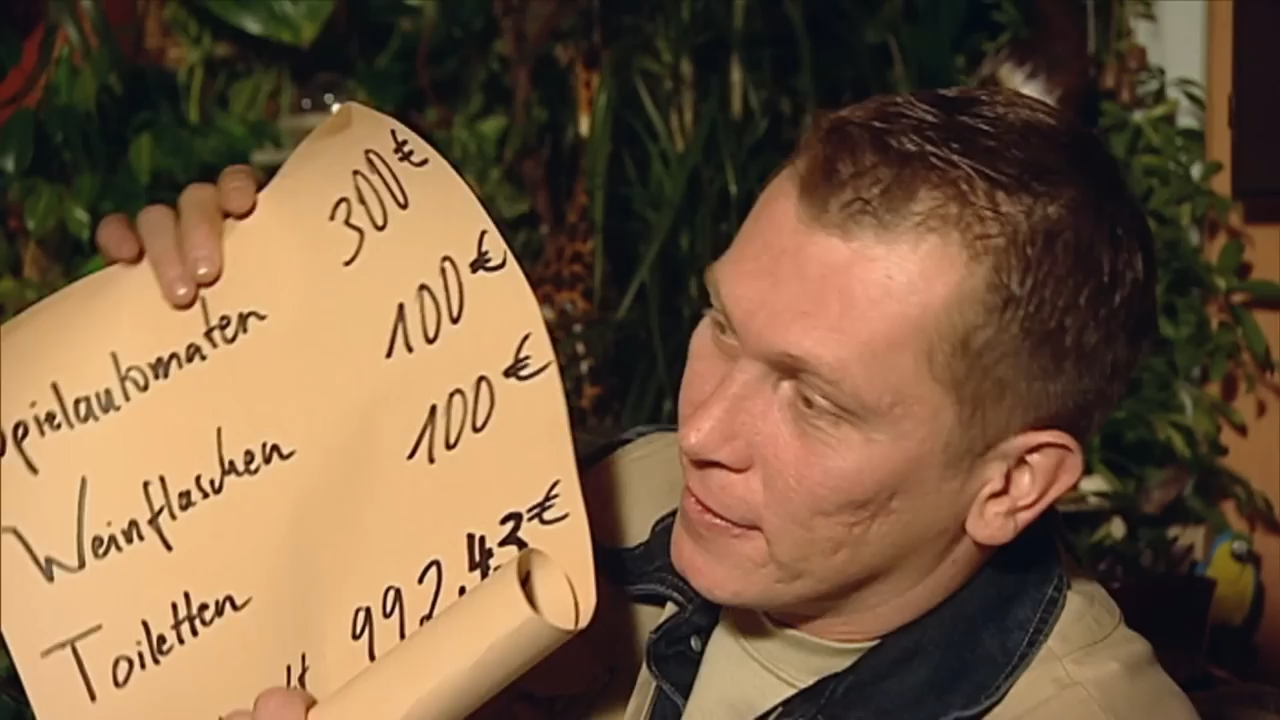 Spielautomaten 300€
Weinflaschen 100€
Toiletten 100€
992.43€